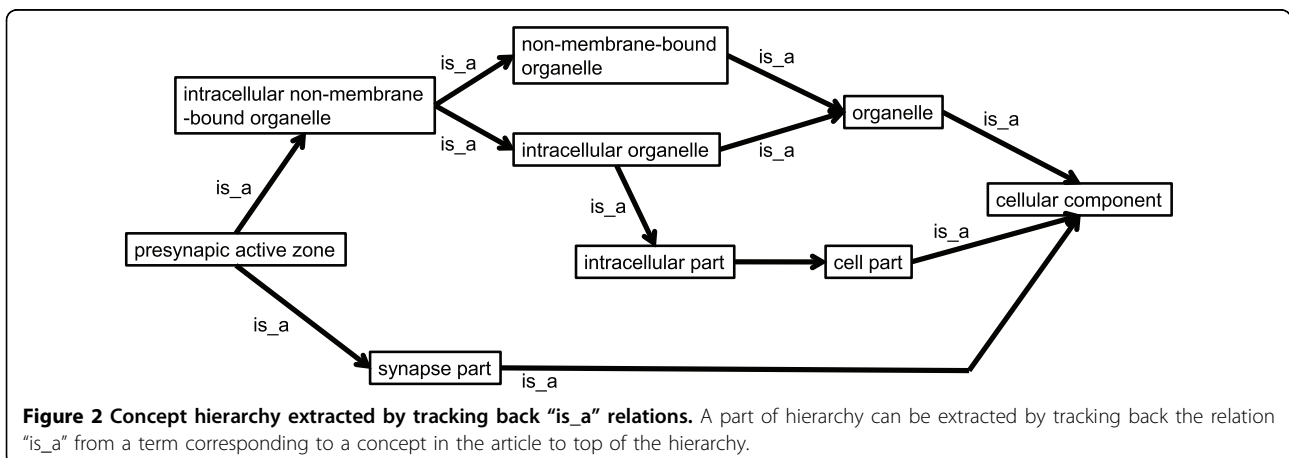 non-membrane-bound
organelle
is_a
is_a
intracellular non-membrane
-bound organelle
organelle
is_a
is_a
intracellular organelle
is_a
is_a
is_a
cellular component
is_a
presynapic active zone
intracellular part
cell part
is_a
synapse part
is_a
Figure 2 Concept hierarchy extracted by tracking back “is_a” relations. A part of hierarchy can be extracted by tracking back the relation
“is_a” from a term corresponding to a concept in the article to top of the hierarchy.